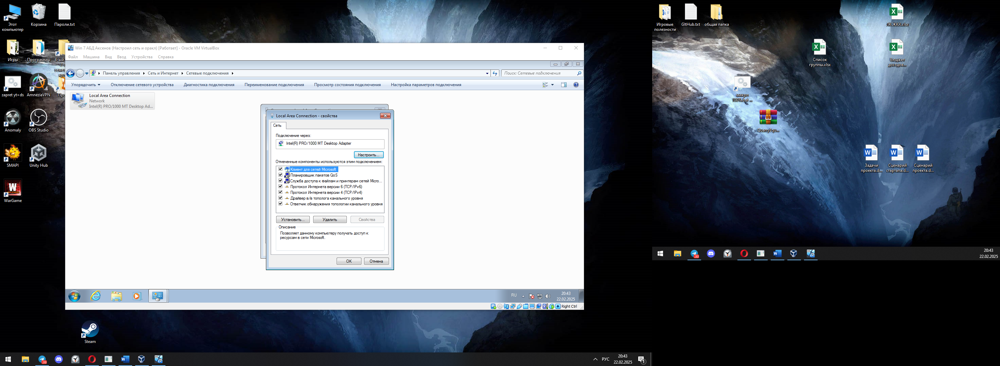 Этот
компьютер
Корзина
Пароли.txt
Игры
Программы
4-ый
2-
семес
ярл
zapret yt+ds
AmneziaVPN
Про
Anomaly
OBS Studio
SMAPI
Unity Hub
WarGame
Steam
Win 7 АБД Аксенов (Настроил сеть и оракл) [Работает] - Oracle VM VirtualBox
Файл Машина Вид Ввод Устройства Справка
Панель управления Сеть и Интернет Сетевые подключения
Поиск: Сетевые подключения
Упорядочить Отключение сетевого устройства Диагностика подключения Переименование подключения Просмотр состояния подключения Настройка параметров подключения
Local Area Connection
Network
Intel(R) PRO/1000 MT Desktop Ad...
Local Area Connection - свойства
Сеть
Подключение через:
Intel(R) PRO/1000 MT Desktop Adapter
Настроить...
Отмеченные компоненты используются этим подключением:
Клиент для сетей Microsoft
Планировщик пакетов QoS
Служба доступа к файлам и принтерам сетей Micro...
Протокол Интернета версии 6 (TCP/IPv6)
Протокол Интернета версии 4 (TCP/IPv4)
Драйвер в/в тополога канального уровня
Ответчик обнаружения топологии канального уровня
Установить... Удалить Свойства
Описание
Позволяет данному компьютеру получать доступ к
ресурсам в сети Microsoft.
OK Отмена
RU
20:43
22.02.2025
Right Ctrl
33
РУС
20:43
22.02.2025
1
Игровые
полезности
GItHub.txt
общая папка
ЛК ЖКХ.xlsx
Список
группы.xlsx
Бюджет
доходов...
микро
100%.bat ...
QuarryEqu...
Задачи
проекта.d...
Сценарий
стартапа.d...
Сценарий
проекта.d...
33
20:43
22.02.2025